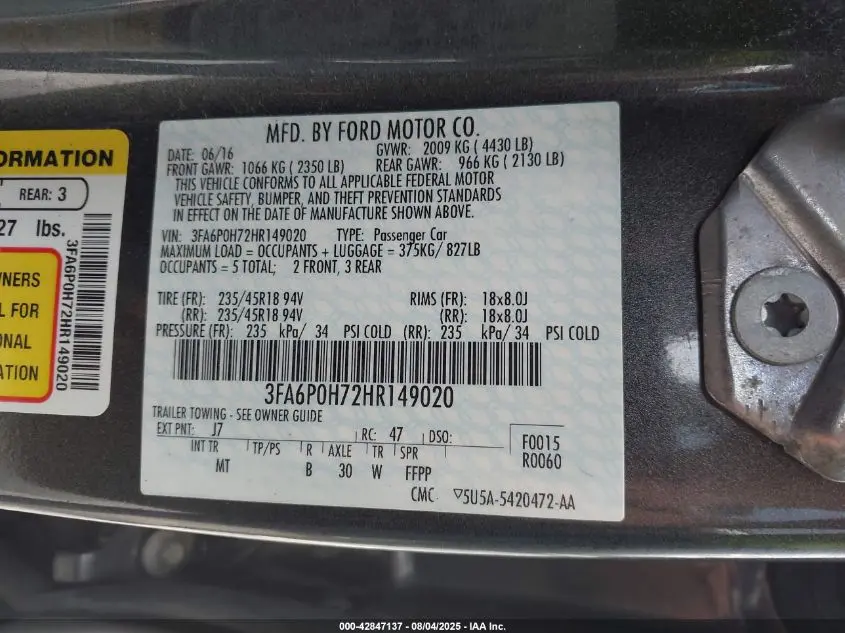 ORMATION
REAR: 3
27 lbs.
WNERS
L FOR
ONAL
ATION
3FA6P0H72HR149020
MFD. BY FORD MOTOR CO.
DATE: 06/16 GVWR: 2009 KG ( 4430 LB)
FRONT GAWR: 1066 KG ( 2350 LB) REAR GAWR: 966 KG ( 2130 LB)
THIS VEHICLE CONFORMS TO ALL APPLICABLE FEDERAL MOTOR
VEHICLE SAFETY, BUMPER, AND THEFT PREVENTION STANDARDS
IN EFFECT ON THE DATE OF MANUFACTURE SHOWN ABOVE.
VIN: 3FA6P0H72HR149020 TYPE: Passenger Car
MAXIMUM LOAD = OCCUPANTS + LUGGAGE = 375KG/ 827LB
OCCUPANTS = 5 TOTAL; 2 FRONT, 3 REAR
TIRE (FR): 235/45R18 94V RIMS (FR): 18x8.0J
(RR): 235/45R18 94V (RR): 18x8.0J
PRESSURE (FR): 235 kPa/ 34 PSI COLD (RR): 235 kPa/ 34 PSI COLD
3FA6P0H72HR149020
TRAILER TOWING - SEE OWNER GUIDE
EXT PNT: J7 RC: 47 DSO: F0015
INT TR TP/PS R AXLE TR SPR R0060
MT B 30 W FFPP
CMC ▽5U5A-5420472-AA
000-42847137 - 08/04/2025 - IAA Inc.